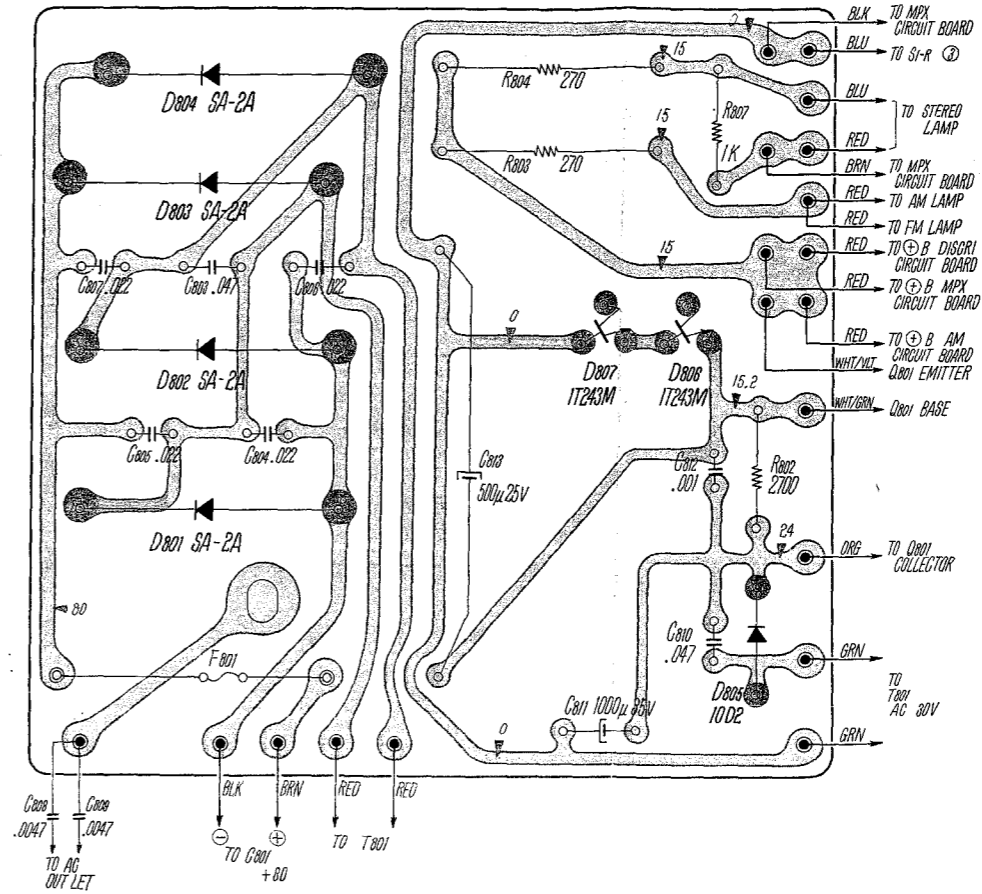 BLK TO MPX
CIRCUIT BOARD
BLU
TO S1-R ③
0
15
R804 270
D804 SA-2A
BLU
R807
1K
TO STEREO
LAMP
15
RED
R803 270
BRN TO MPX
CIRCUIT BOARD
D803 SA-2A
RED
TO AM LAMP
RED
TO FM LAMP
15
RED TO ⊕ B DISCRI
CIRCUIT BOARD
C807 .022
C803 .047
C806 .022
RED
TO ⊕ B MPX
CIRCUIT BOARD
0
RED TO ⊕ B AM
CIRCUIT BOARD
WHT/VLT
Q801 EMITTER
D802 SA-2A
D807
1T243M
D806
1T243M
15.2
WHT/GRN
Q801 BASE
C805 .022
C804 .022
C813
500μ 25V
C812
.001
R802
2700
D801 SA-2A
24
ORG TO Q801
COLLECTOR
80
C810
.047
F801
GRN
D805
10D2
TO
T801
AC 30V
C811 1000μ 35V
0
GRN
BLK
BRN
RED
RED
C808
.0047
C809
.0047
⊖ ⊕
TO C801
+80
TO T801
TO AC
OUT LET